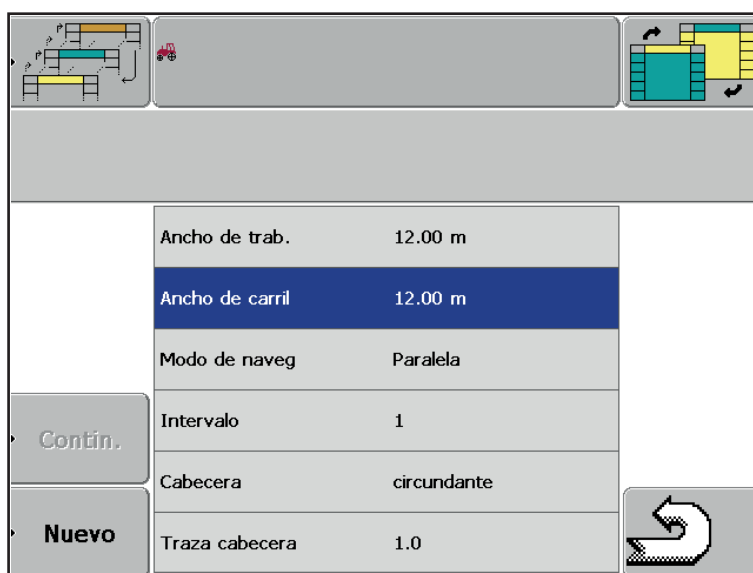 Ancho de trab. 12.00 m
Ancho de carril 12.00 m
Modo de naveg Paralela
Intervalo 1
Contin.
Cabecera circundante
Nuevo
Traza cabecera 1.0